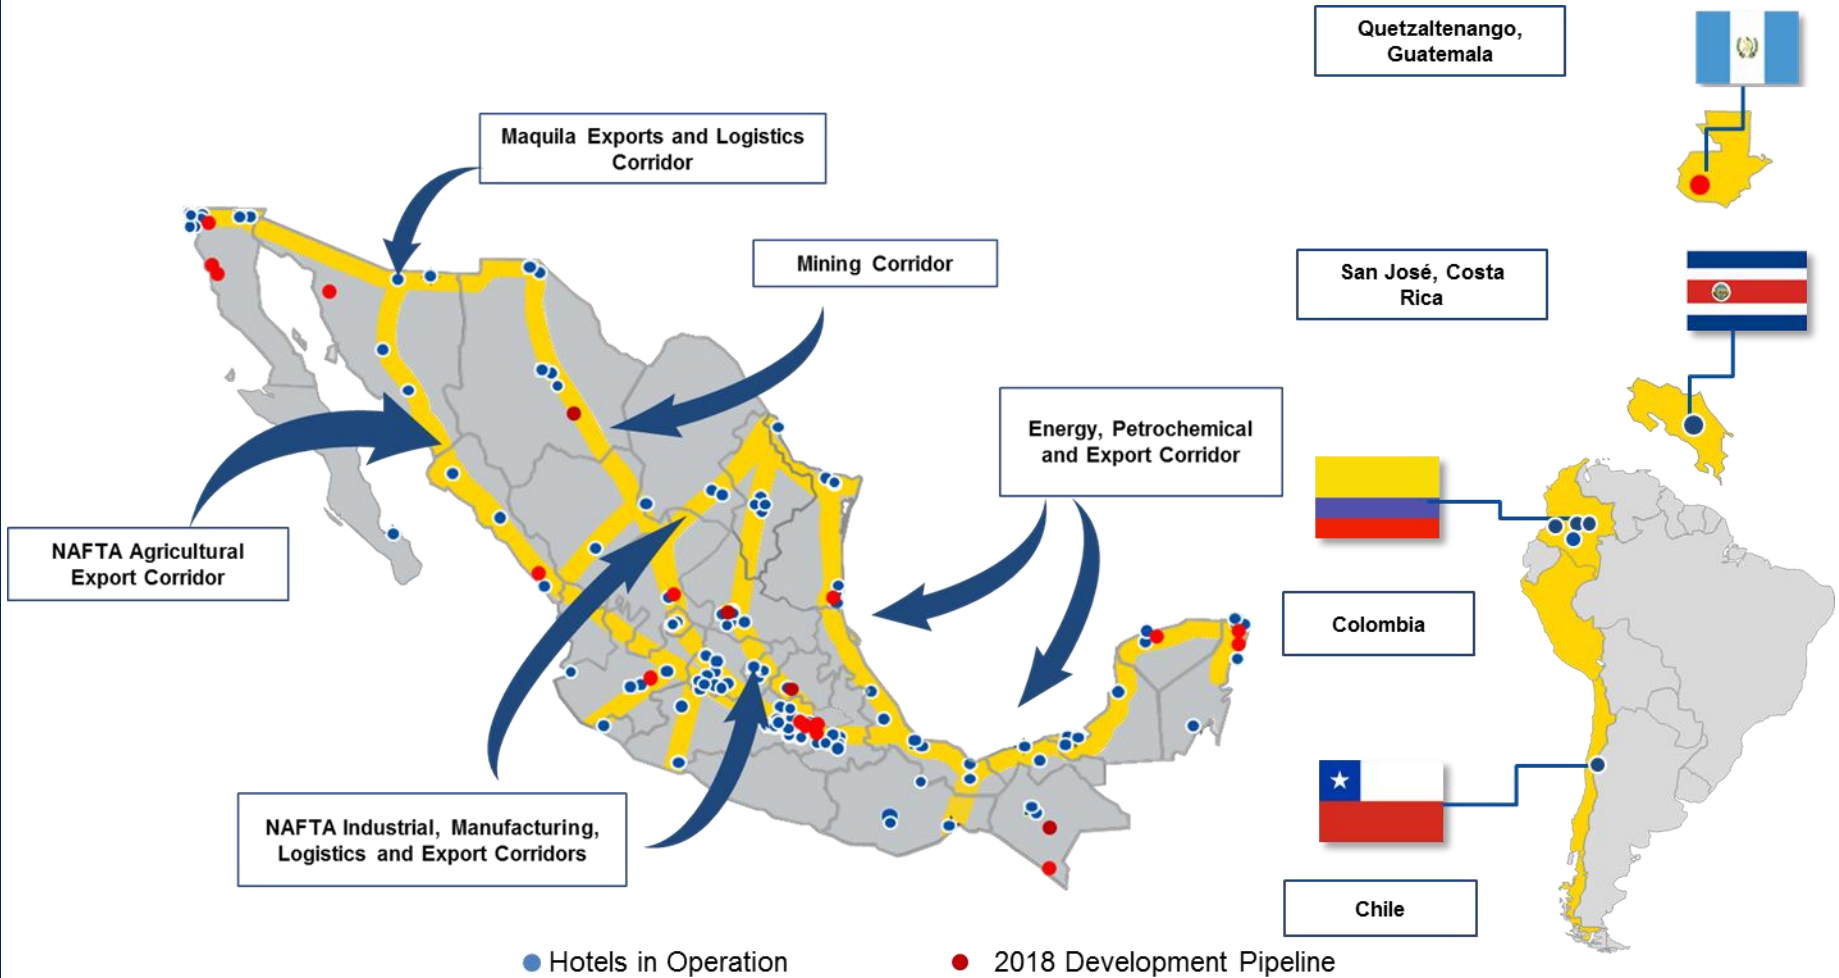 Quetzaltenango,
Guatemala
Maquila Exports and Logistics
Corridor
Mining Corridor
San José, Costa
Rica
Energy, Petrochemical
and Export Corridor
NAFTA Agricultural
Export Corridor
Colombia
NAFTA Industrial, Manufacturing,
Logistics and Export Corridors
Chile
Hotels in Operation
2018 Development Pipeline